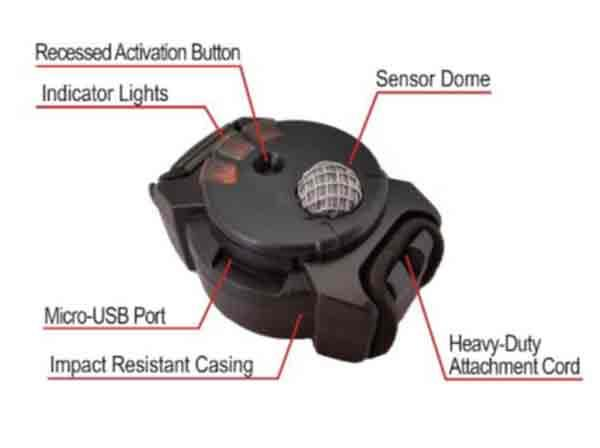 Recessed Activation Button
Indicator Lights
Sensor Dome
Micro-USB Port
Impact Resistant Casing
Heavy-Duty
Attachment Cord